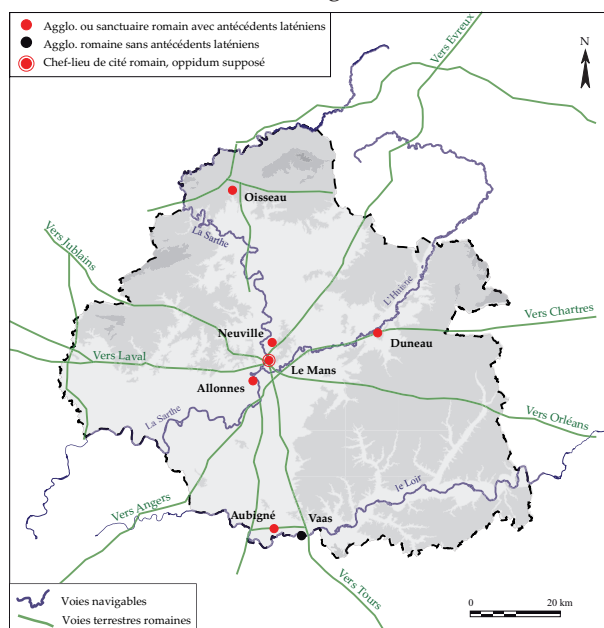 Agglo. ou sanctuaire romain avec antécédents laténiens
Agglo. romaine sans antécédents laténiens
Chef-lieu de cité romain, oppidum supposé
N
Vers Evreux
Oisseau
La Sarthe
Vers Jublains
L'Huisne
Neuville
Vers Chartres
Duneau
Vers Laval
Le Mans
Allonnes
La Sarthe
Vers Orléans
le Loir
Vers Angers
Aubigné
Vaas
Vers Tours
Voies navigables
Voies terrestres romaines
0 20 km